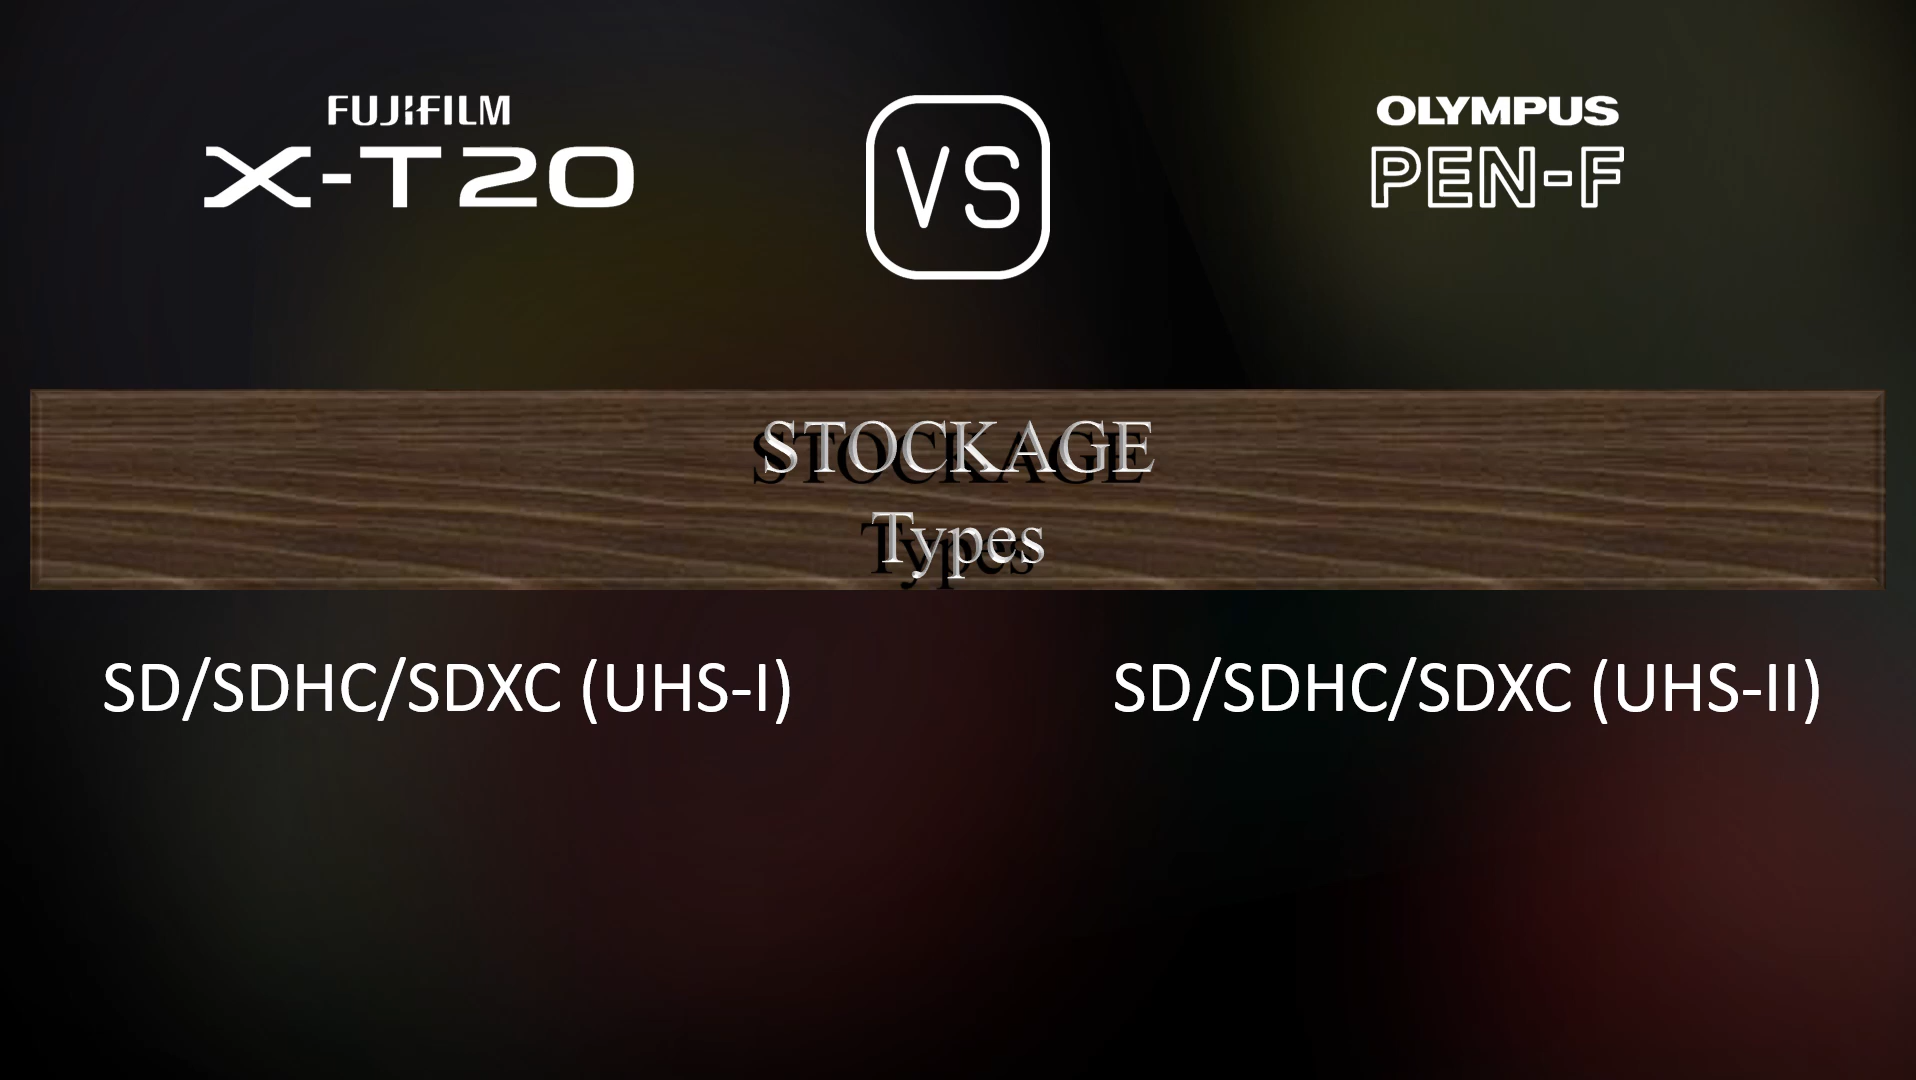 FUJIFILM
X-T20
VS
OLYMPUS
PEN-F
STOCKAGE
Types
SD/SDHC/SDXC (UHS-I)
SD/SDHC/SDXC (UHS-II)